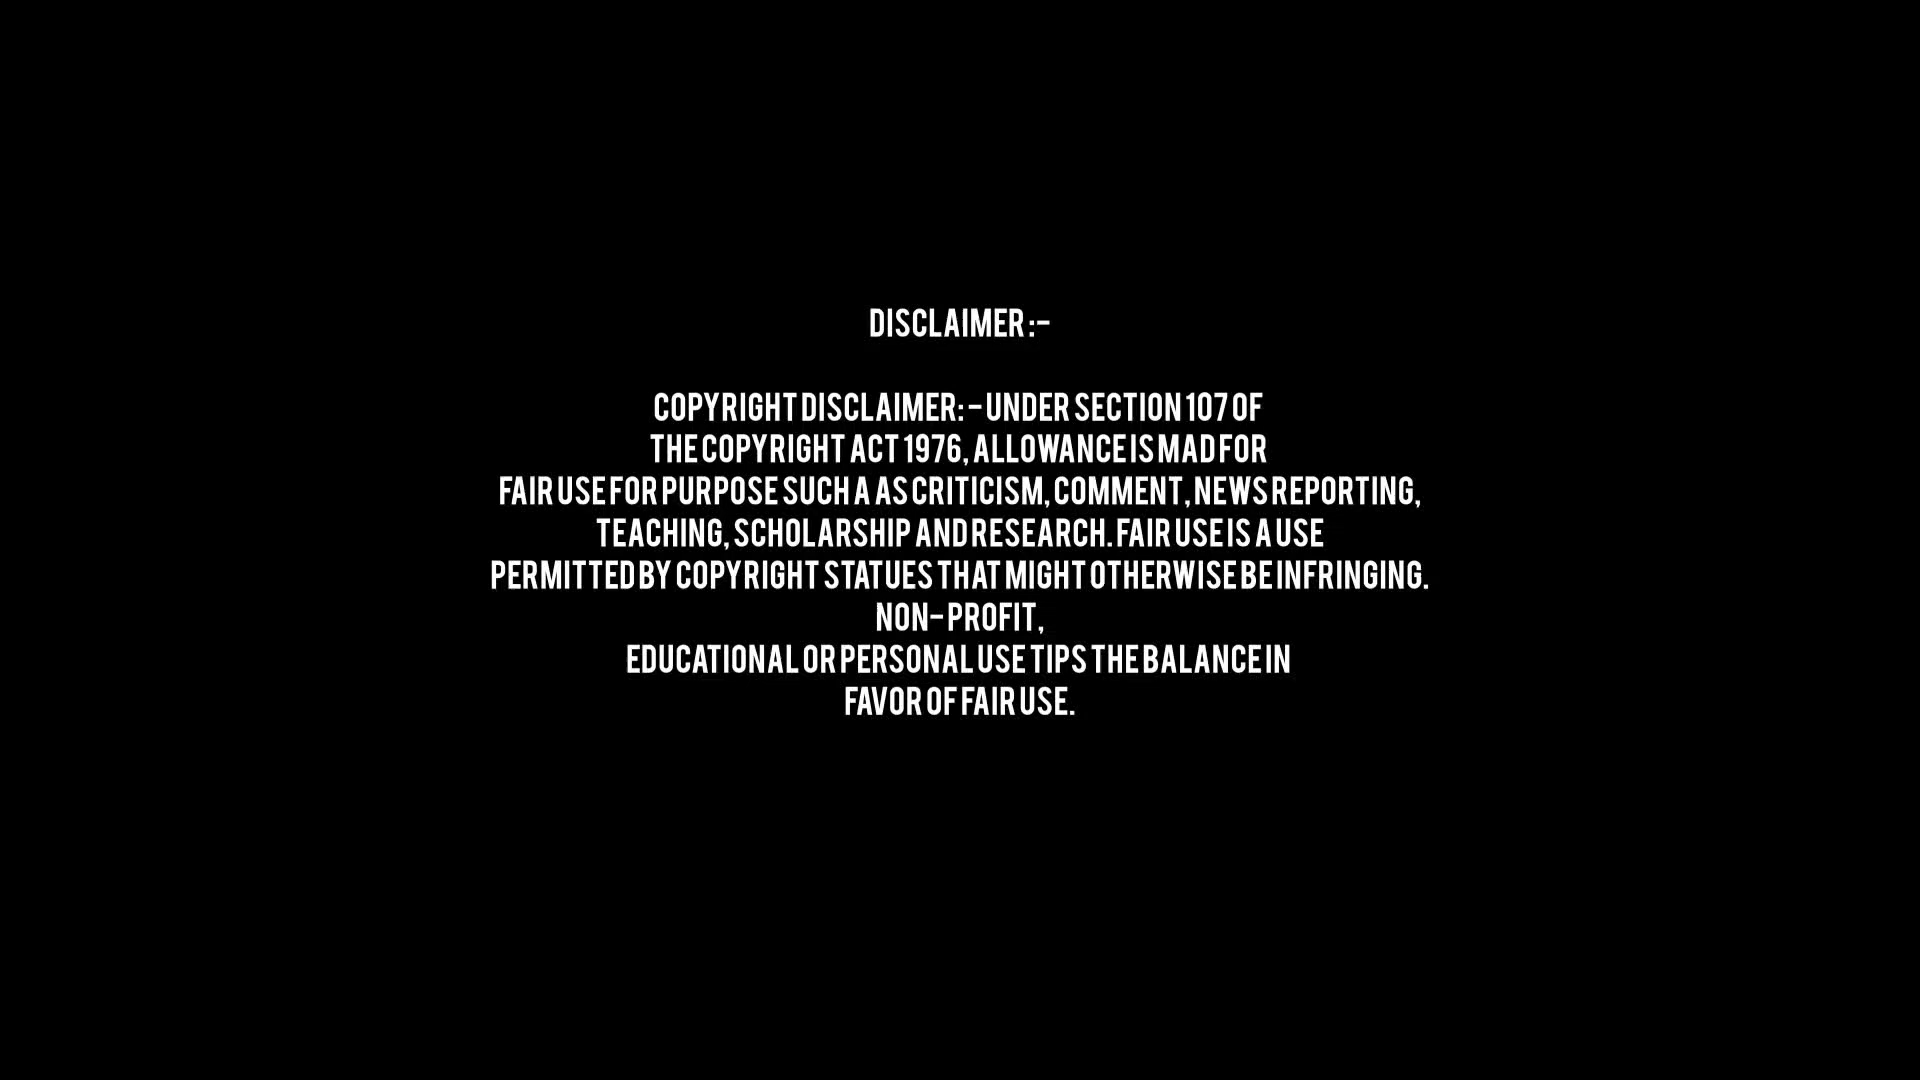 DISCLAIMER :-
COPYRIGHT DISCLAIMER: - UNDER SECTION 107 OF
THE COPYRIGHT ACT 1976, ALLOWANCE IS MAD FOR
FAIR USE FOR PURPOSE SUCH A AS CRITICISM, COMMENT, NEWS REPORTING,
TEACHING, SCHOLARSHIP AND RESEARCH. FAIR USE IS A USE
PERMITTED BY COPYRIGHT STATUES THAT MIGHT OTHERWISE BE INFRINGING.
NON- PROFIT,
EDUCATIONAL OR PERSONAL USE TIPS THE BALANCE IN
FAVOR OF FAIR USE.